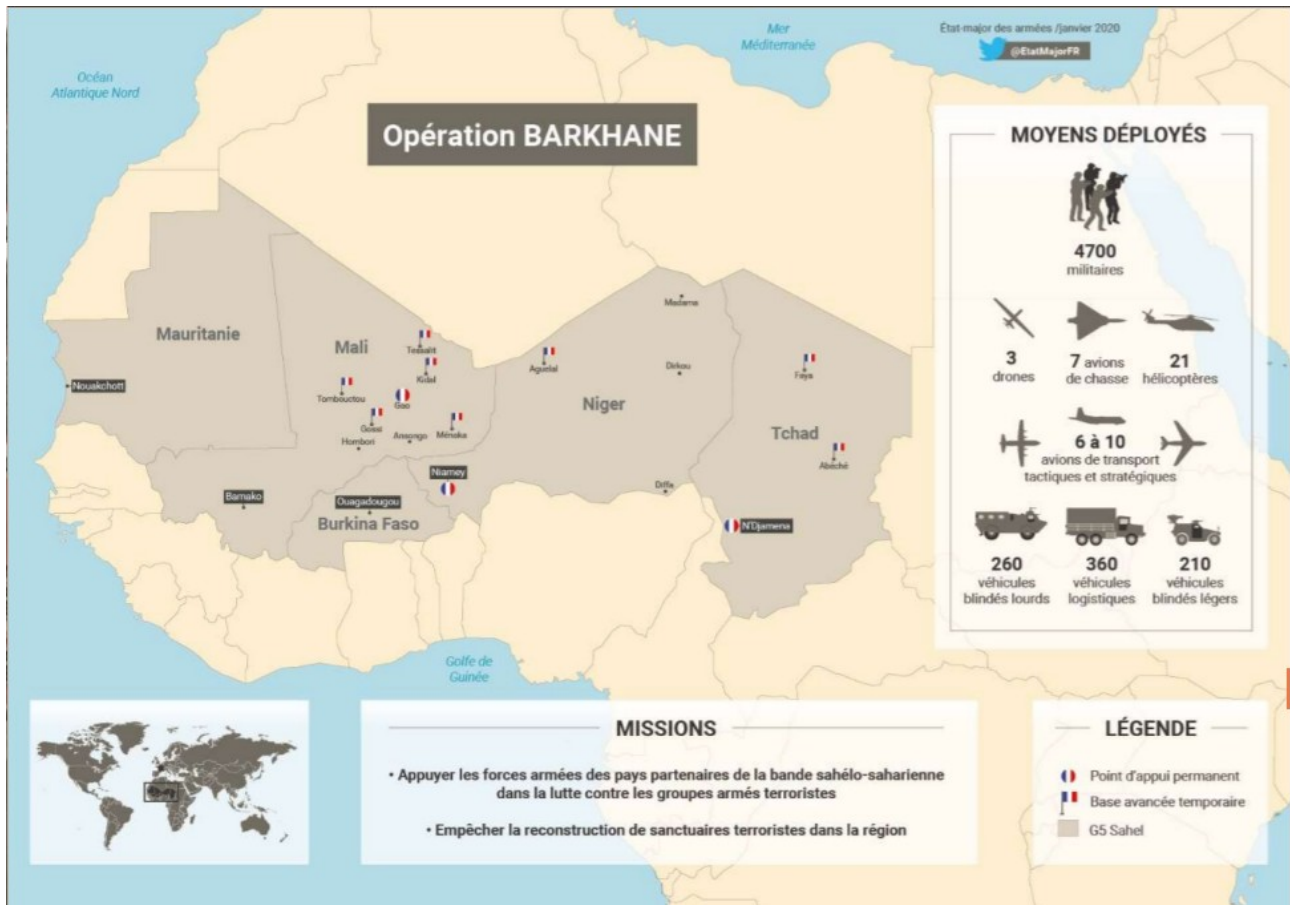 Mer
Méditerranée
État-major des armées /janvier 2020
@EtatMajorFR
Océan
Atlantique Nord
Opération BARKHANE
MOYENS DÉPLOYÉS
4700
militaires
3
drones
7 avions
de chasse
21
hélicoptères
6 à 10
avions de transport
tactiques et stratégiques
260
véhicules
blindés lourds
360
véhicules
logistiques
210
véhicules
blindés légers
Mauritanie
Nouakchott
Mali
Tessalit
Kidal
Tombouctou
Gao
Gossi
Hombori
Ansongo
Ménaka
Bamako
Niamey
Ouagadougou
Burkina Faso
Madama
Aguelal
Dirkou
Niger
Diffa
Faya
Tchad
Abéché
N'Djamena
Golfe de
Guinée
MISSIONS
• Appuyer les forces armées des pays partenaires de la bande sahélo-saharienne
dans la lutte contre les groupes armés terroristes
• Empêcher la reconstruction de sanctuaires terroristes dans la région
LÉGENDE
Point d'appui permanent
Base avancée temporaire
G5 Sahel